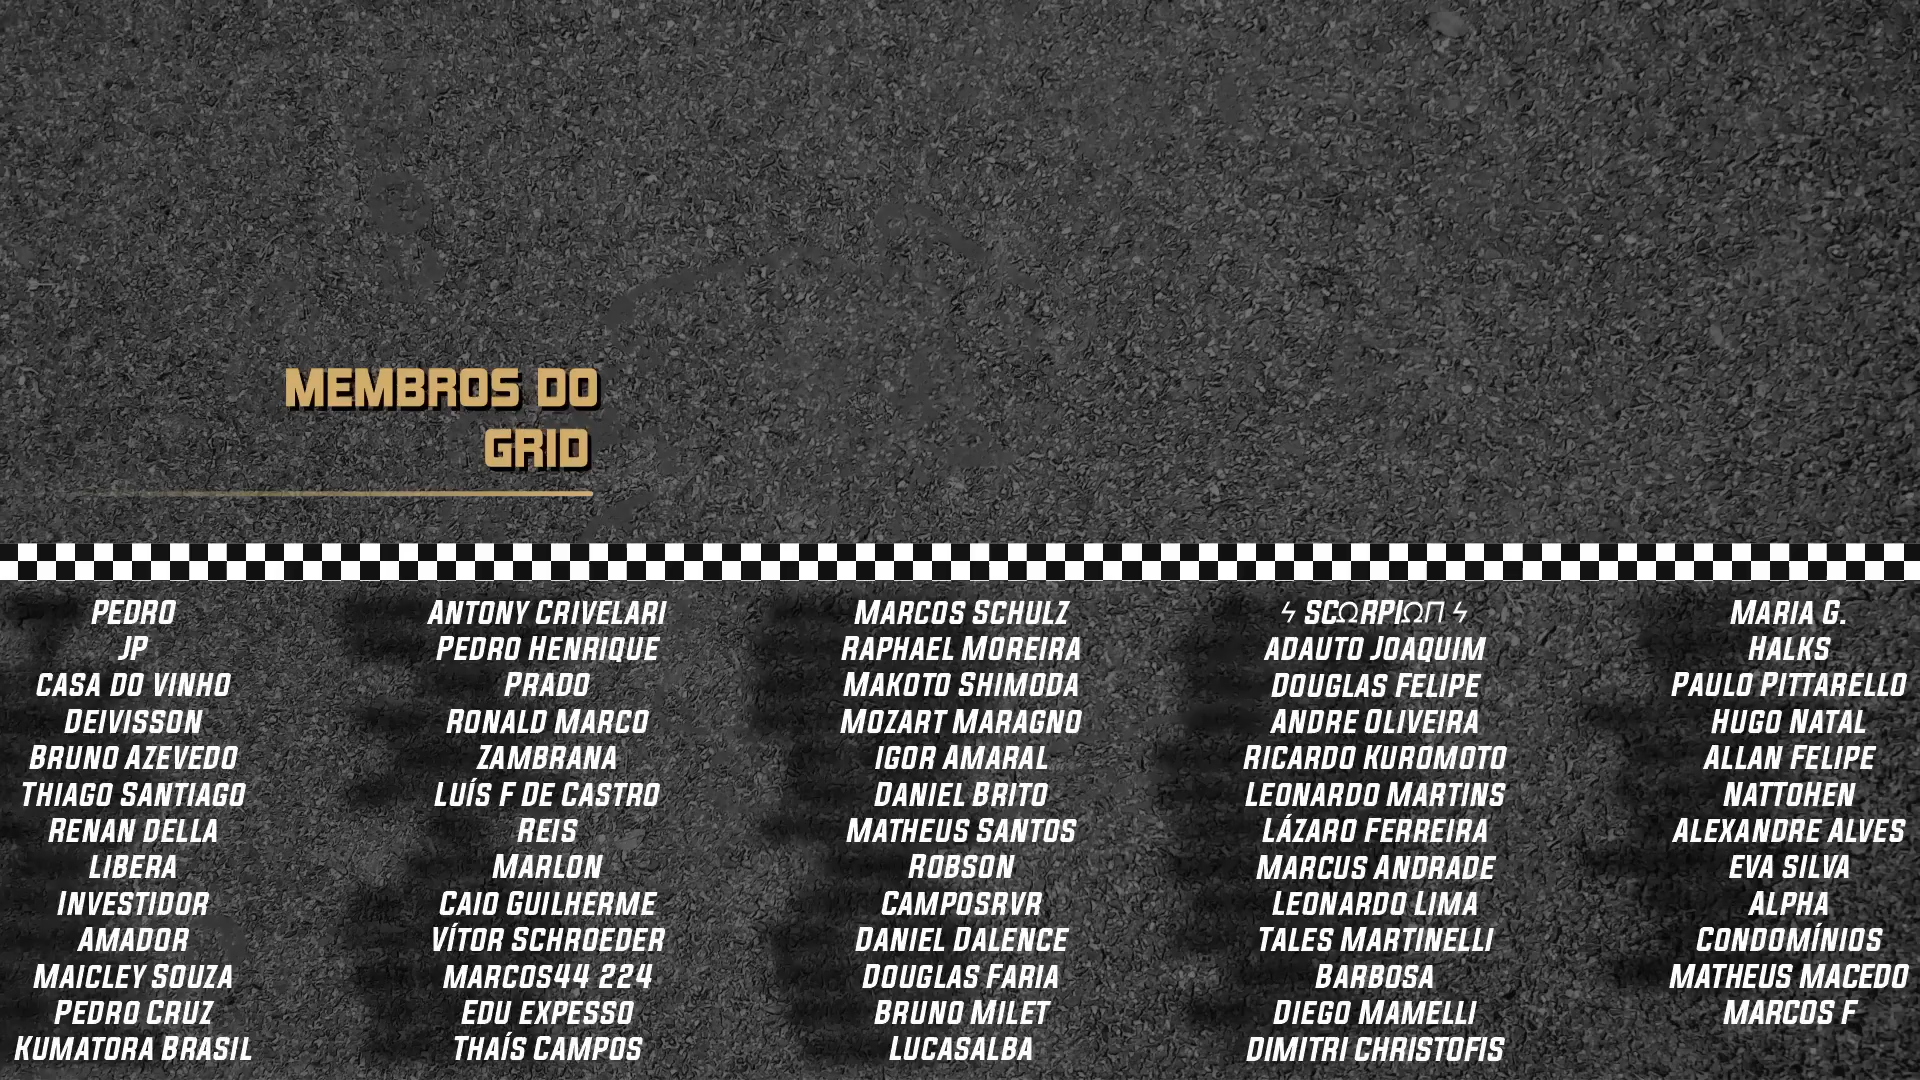 MEMBROS DO
GRID
PEDRO
JP
CASA DO VINHO
DEIVISSON
BRUNO AZEVEDO
THIAGO SANTIAGO
RENAN DELLA
LIBERA
INVESTIDOR
AMADOR
MAICLEY SOUZA
PEDRO CRUZ
KUMATORA BRASIL
ANTONY CRIVELARI
PEDRO HENRIQUE
PRADO
RONALD MARCO
ZAMBRANA
LUÍS F DE CASTRO
REIS
MARLON
CAIO GUILHERME
VÍTOR SCHROEDER
MARCOS44 224
EDU EXPESSO
THAÍS CAMPOS
MARCOS SCHULZ
RAPHAEL MOREIRA
MAKOTO SHIMODA
MOZART MARAGNO
IGOR AMARAL
DANIEL BRITO
MATHEUS SANTOS
ROBSON
CAMPOSRVR
DANIEL DALENCE
DOUGLAS FARIA
BRUNO MILET
LUCASALBA
ϟ SCΩRPIΩΠ ϟ
ADAUTO JOAQUIM
DOUGLAS FELIPE
ANDRE OLIVEIRA
RICARDO KUROMOTO
LEONARDO MARTINS
LÁZARO FERREIRA
MARCUS ANDRADE
LEONARDO LIMA
TALES MARTINELLI
BARBOSA
DIEGO MAMELLI
DIMITRI CHRISTOFIS
MARIA G.
HALKS
PAULO PITTARELLO
HUGO NATAL
ALLAN FELIPE
NATTOHEN
ALEXANDRE ALVES
EVA SILVA
ALPHA
CONDOMÍNIOS
MATHEUS MACEDO
MARCOS F